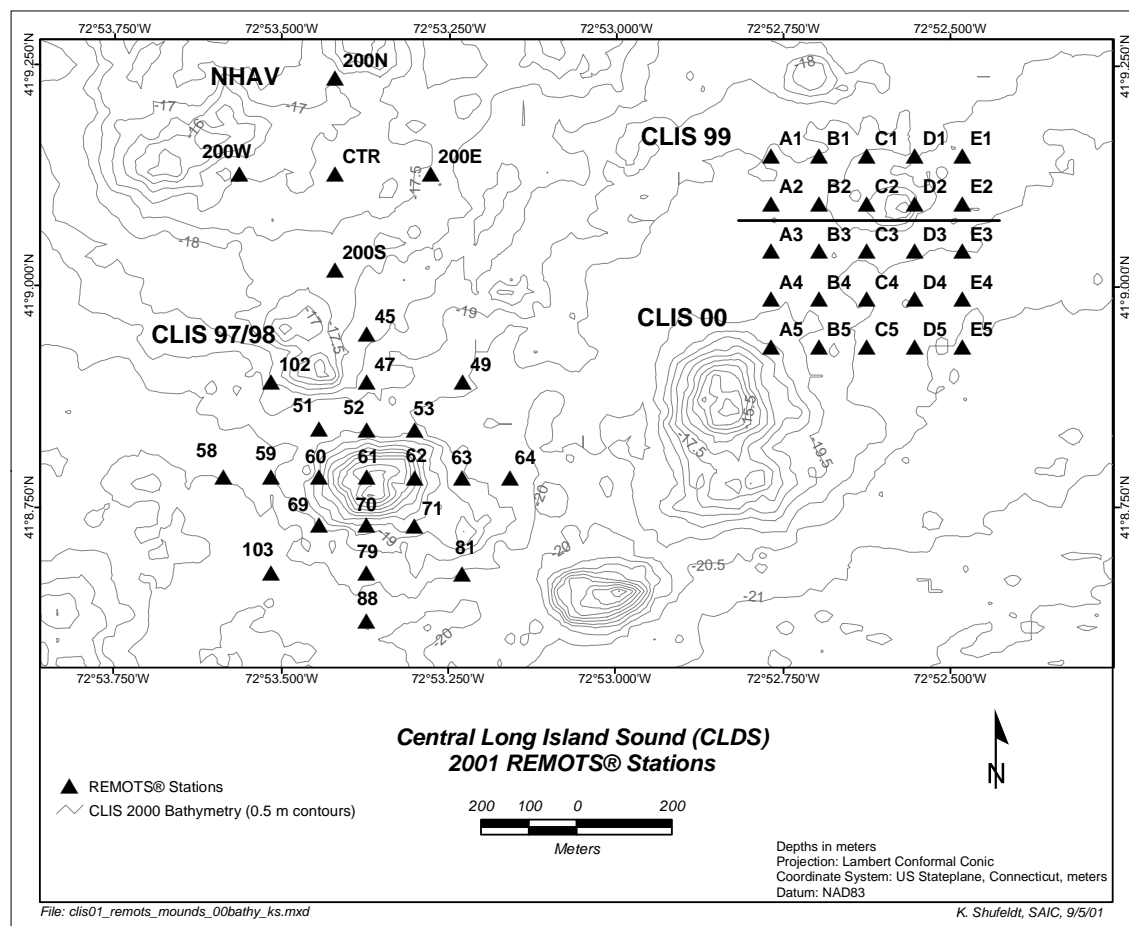 72°53.750'W 72°53.500'W 72°53.250'W 72°53.000'W 72°52.750'W 72°52.500'W
41°9.250'N 41°9.250'N
200N
NHAV
-18
-17 -17
-16
CLIS 99
A1 B1 C1 D1 E1
200W CTR 200E
-17.5
A2 B2 C2 D2 E2
-18
A3 B3 C3 D3 E3
200S
41°9.000'N 41°9.000'N
A4 B4 C4 D4 E4
-19
-17
-17.5
45
CLIS 00
CLIS 97/98
A5 B5 C5 D5 E5
102 47 49
-15.5
51 52 53
-17.5 -19.5
58 59 60 61 62 63 64
-20
41°8.750'N 41°8.750'N
69 70 71
-19
103 79 81
-20
-20.5
-21
88
-20
72°53.750'W 72°53.500'W 72°53.250'W 72°53.000'W 72°52.750'W 72°52.500'W
Central Long Island Sound (CLDS)
2001 REMOTS® Stations
N
REMOTS® Stations
CLIS 2000 Bathymetry (0.5 m contours)
200 100 0 200
Meters
Depths in meters
Projection: Lambert Conformal Conic
Coordinate System: US Stateplane, Connecticut, meters
Datum: NAD83
File: clis01_remots_mounds_00bathy_ks.mxd
K. Shufeldt, SAIC, 9/5/01